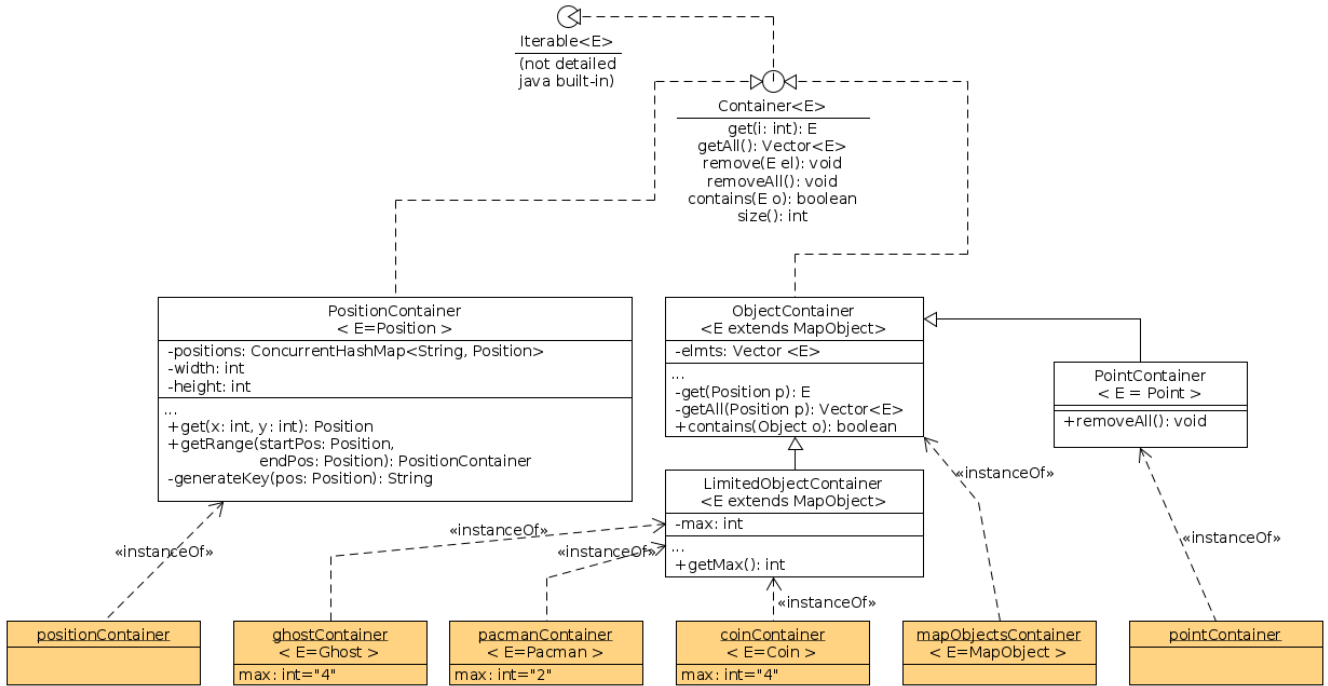 Iterable<E>
(not detailed
java built-in)
Container<E>
get(i: int): E
getAll(): Vector<E>
remove(E el): void
removeAll(): void
contains(E o): boolean
size(): int
PositionContainer
< E=Position >
-positions: ConcurrentHashMap<String, Position>
-width: int
-height: int
...
+get(x: int, y: int): Position
+getRange(startPos: Position,
endPos: Position): PositionContainer
-generateKey(pos: Position): String
ObjectContainer
<E extends MapObject>
-elmts: Vector <E>
...
-get(Position p): E
-getAll(Position p): Vector<E>
+contains(Object o): boolean
PointContainer
< E = Point >
+removeAll(): void
LimitedObjectContainer
<E extends MapObject>
-max: int
...
+getMax(): int
«instanceOf»
«instanceOf»
«instanceOf»
«instanceOf»
«instanceOf»
«instanceOf»
positionContainer
ghostContainer
< E=Ghost >
max: int="4"
pacmanContainer
< E=Pacman >
max: int="2"
coinContainer
< E=Coin >
max: int="4"
mapObjectsContainer
< E=MapObject >
pointContainer